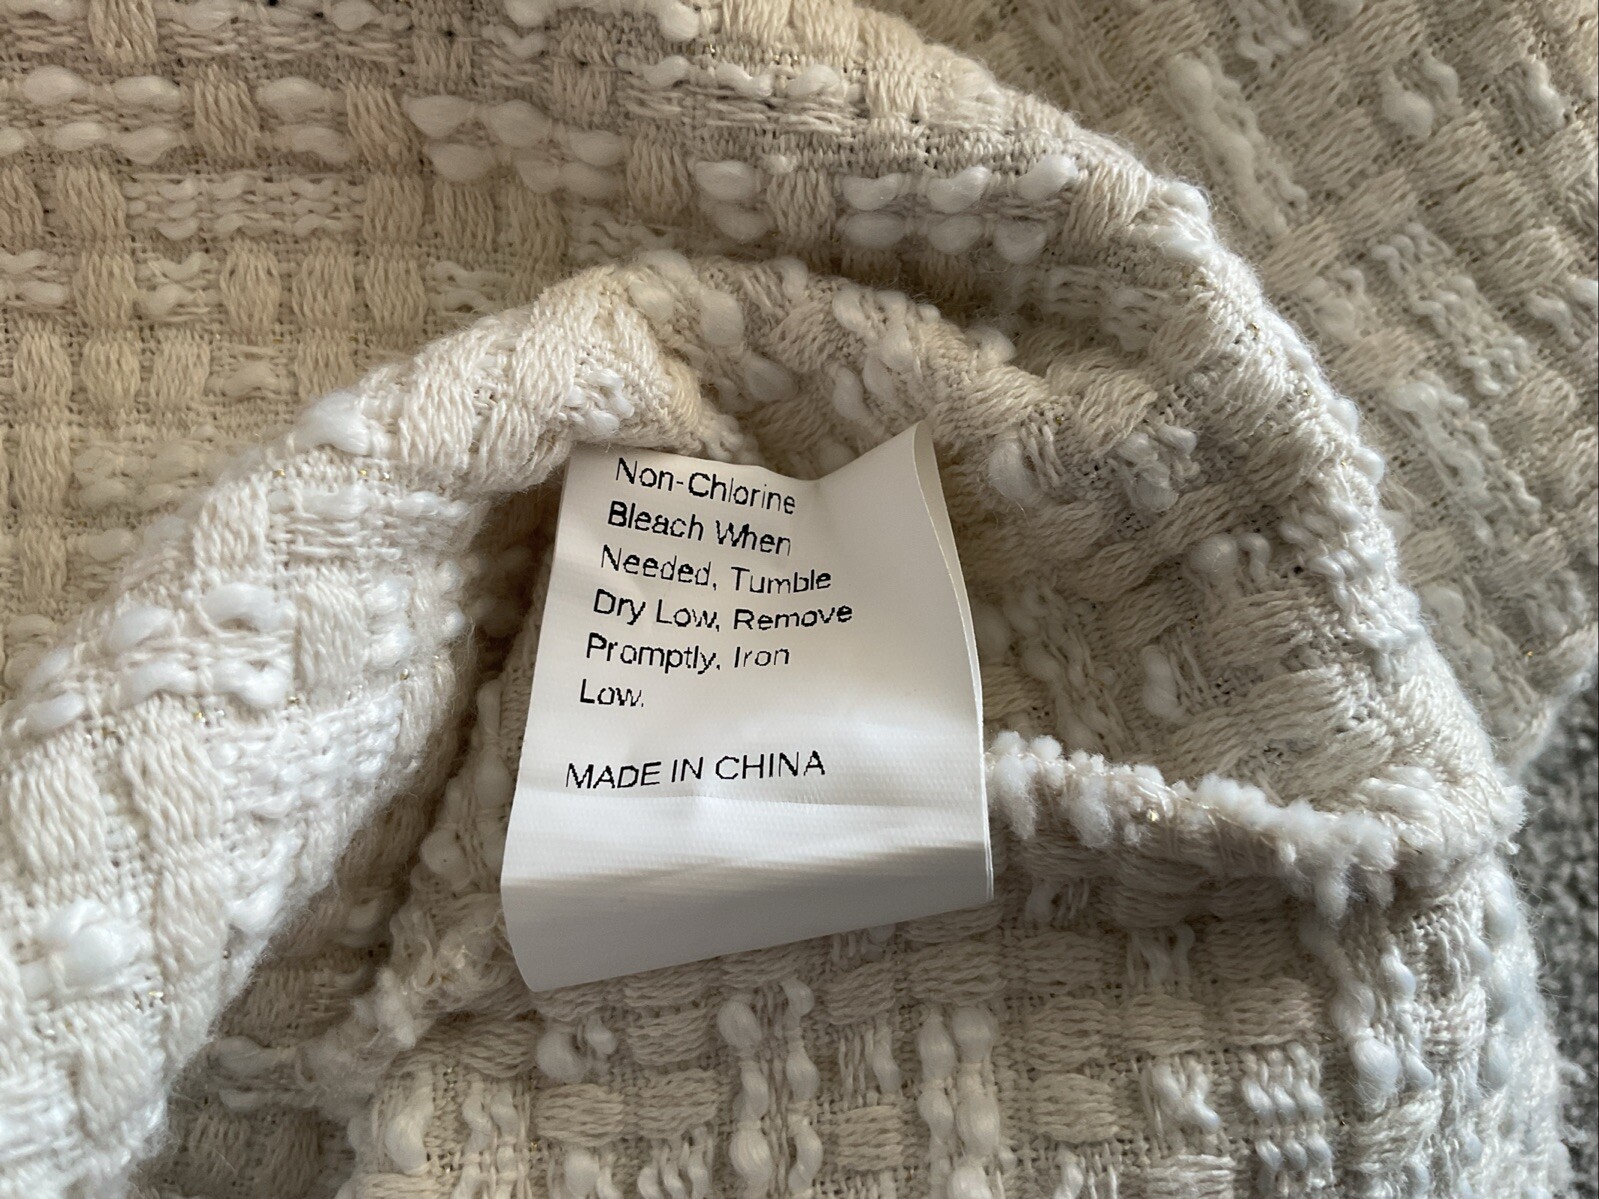 Non-Chlorine
Bleach When
Needed, Tumble
Dry Low, Remove
Promptly, Iron
Low.
MADE IN CHINA